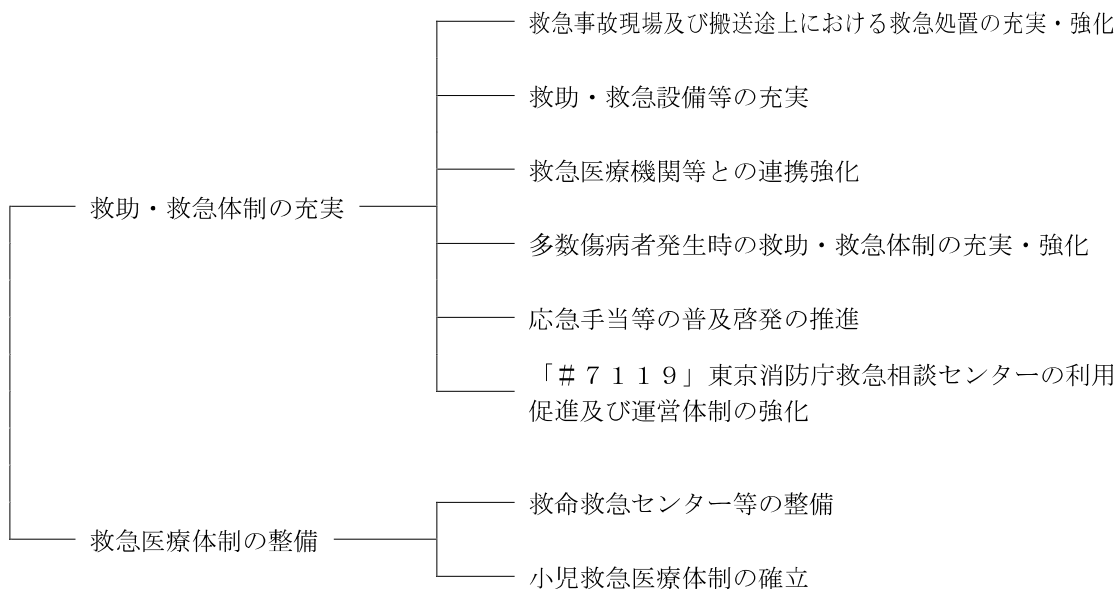 救急事故現場及び搬送途上における救急処置の充実・強化
救助・救急設備等の充実
救急医療機関等との連携強化
救助・救急体制の充実
多数傷病者発生時の救助・救急体制の充実・強化
応急手当等の普及啓発の推進
「＃７１１９」東京消防庁救急相談センターの利用
促進及び運営体制の強化
救命救急センター等の整備
救急医療体制の整備
小児救急医療体制の確立